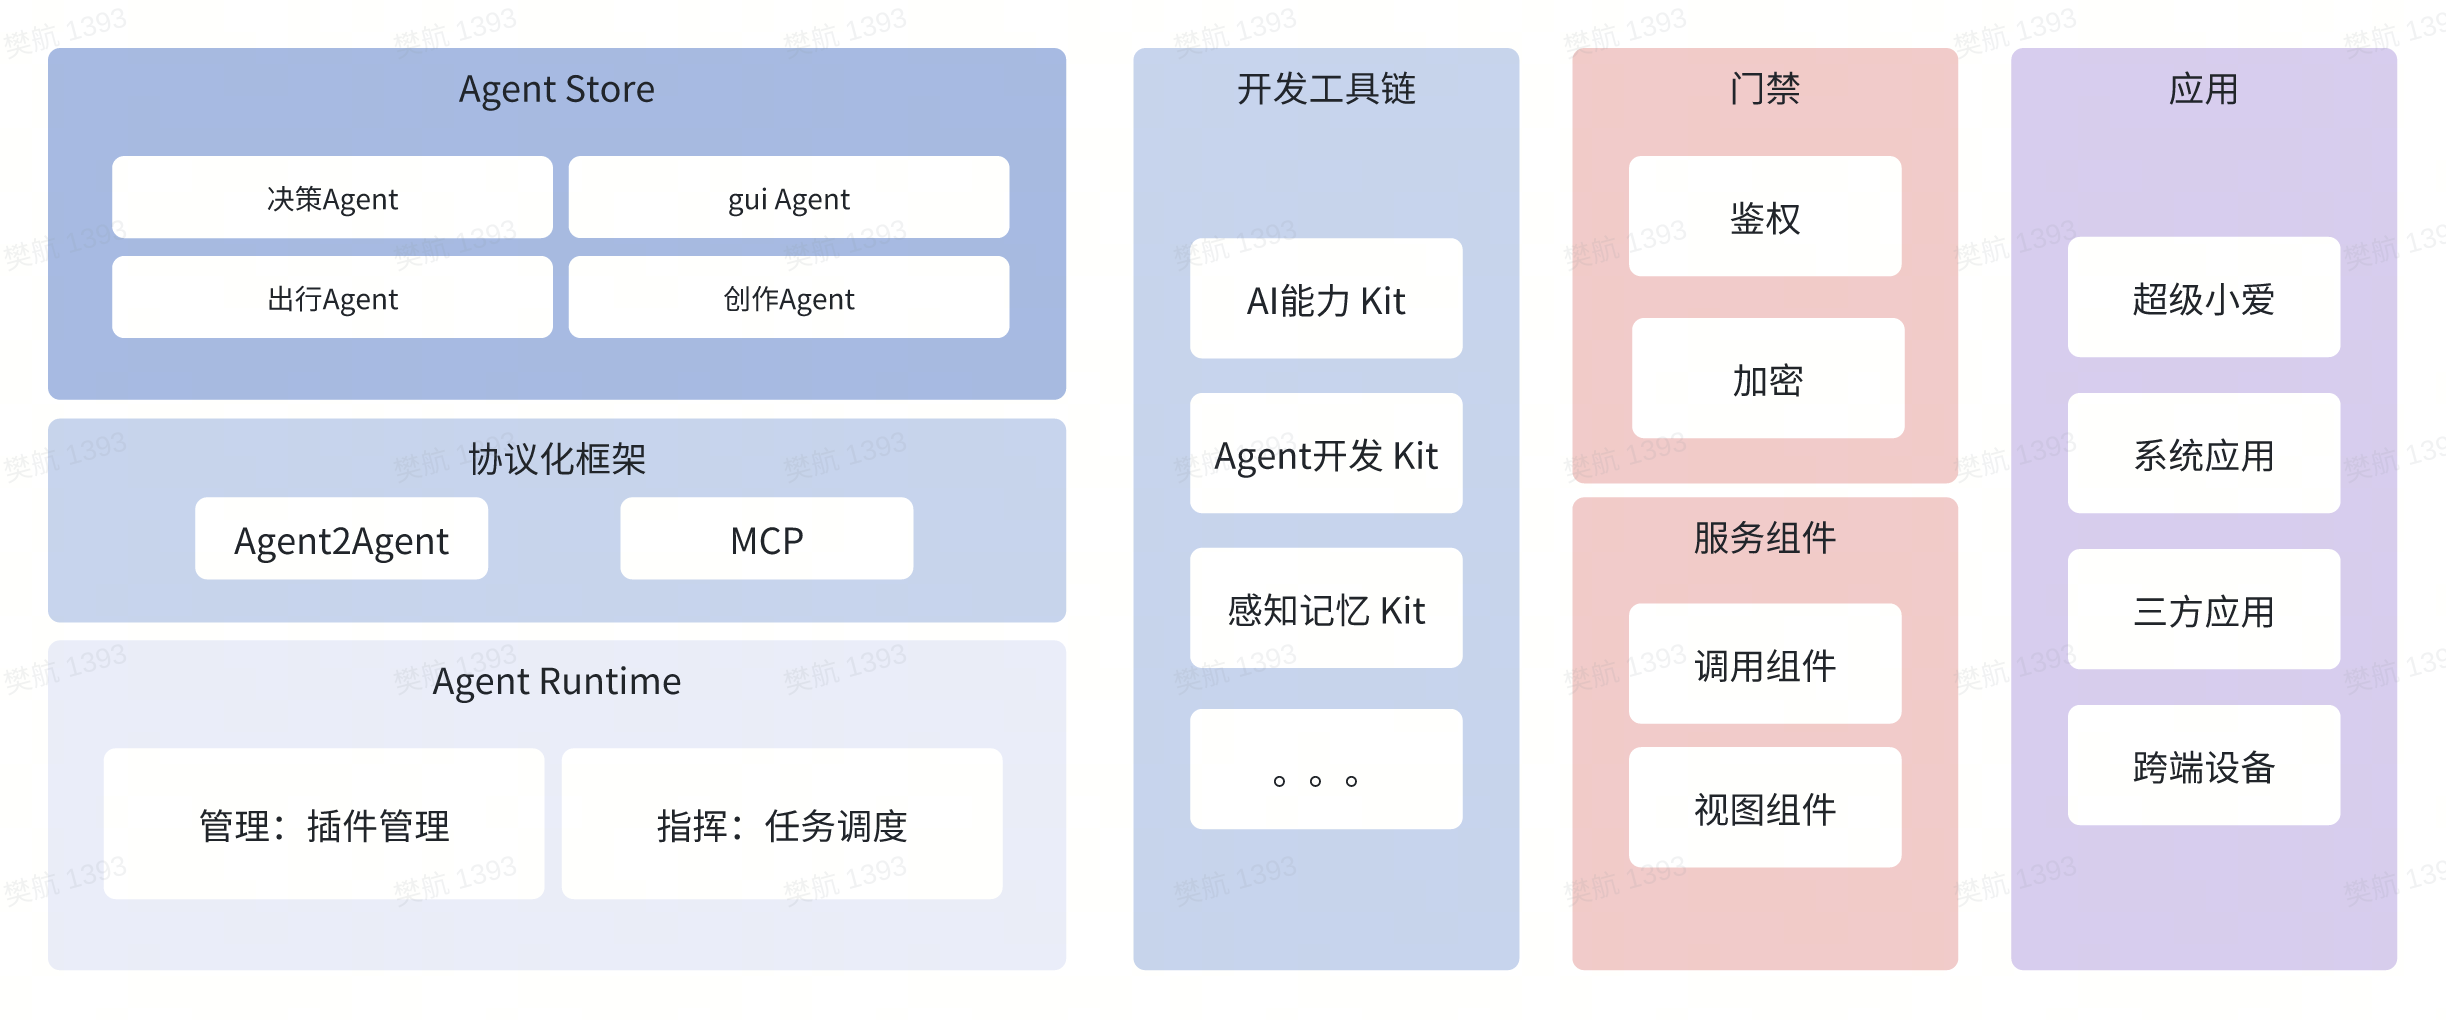 Agent Store
决策Agent
gui Agent
出行Agent
创作Agent
协议化框架
Agent2Agent
MCP
Agent Runtime
管理：插件管理
指挥：任务调度
开发工具链
AI能力 Kit
Agent开发 Kit
感知记忆 Kit
。。。
门禁
鉴权
加密
服务组件
调用组件
视图组件
应用
超级小爱
系统应用
三方应用
跨端设备
樊航 1393